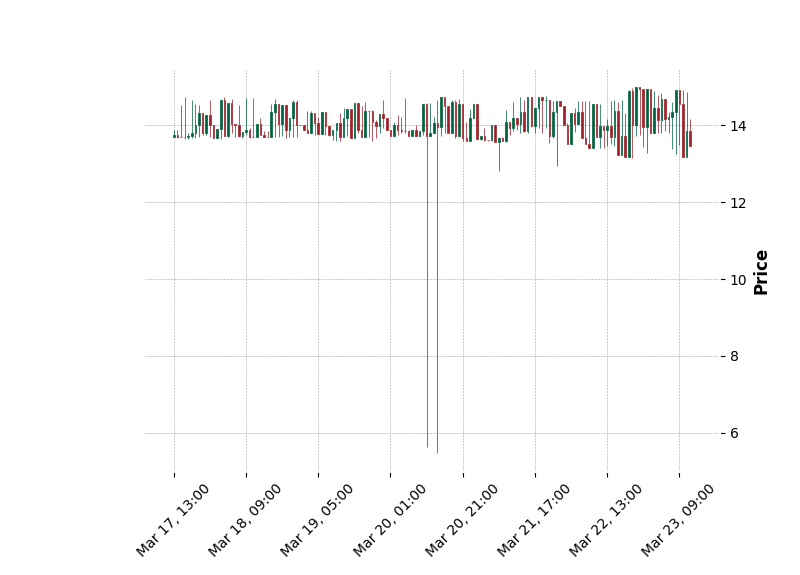 14
12
10
8
6
Price
Mar 17, 13:00
Mar 18, 09:00
Mar 19, 05:00
Mar 20, 01:00
Mar 20, 21:00
Mar 21, 17:00
Mar 22, 13:00
Mar 23, 09:00